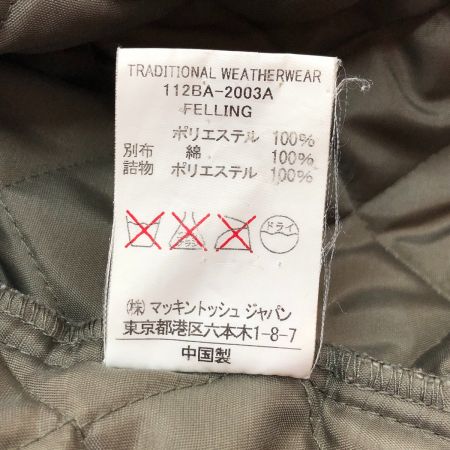 TRADITIONAL WEATHERWEAR
112BA-2003A
FELLING
ポリエステル 100%
別布 綿 100%
詰物 ポリエステル 100%
ドライ
(株)マッキントッシュ ジャパン
東京都港区六本木1-8-7
中国製